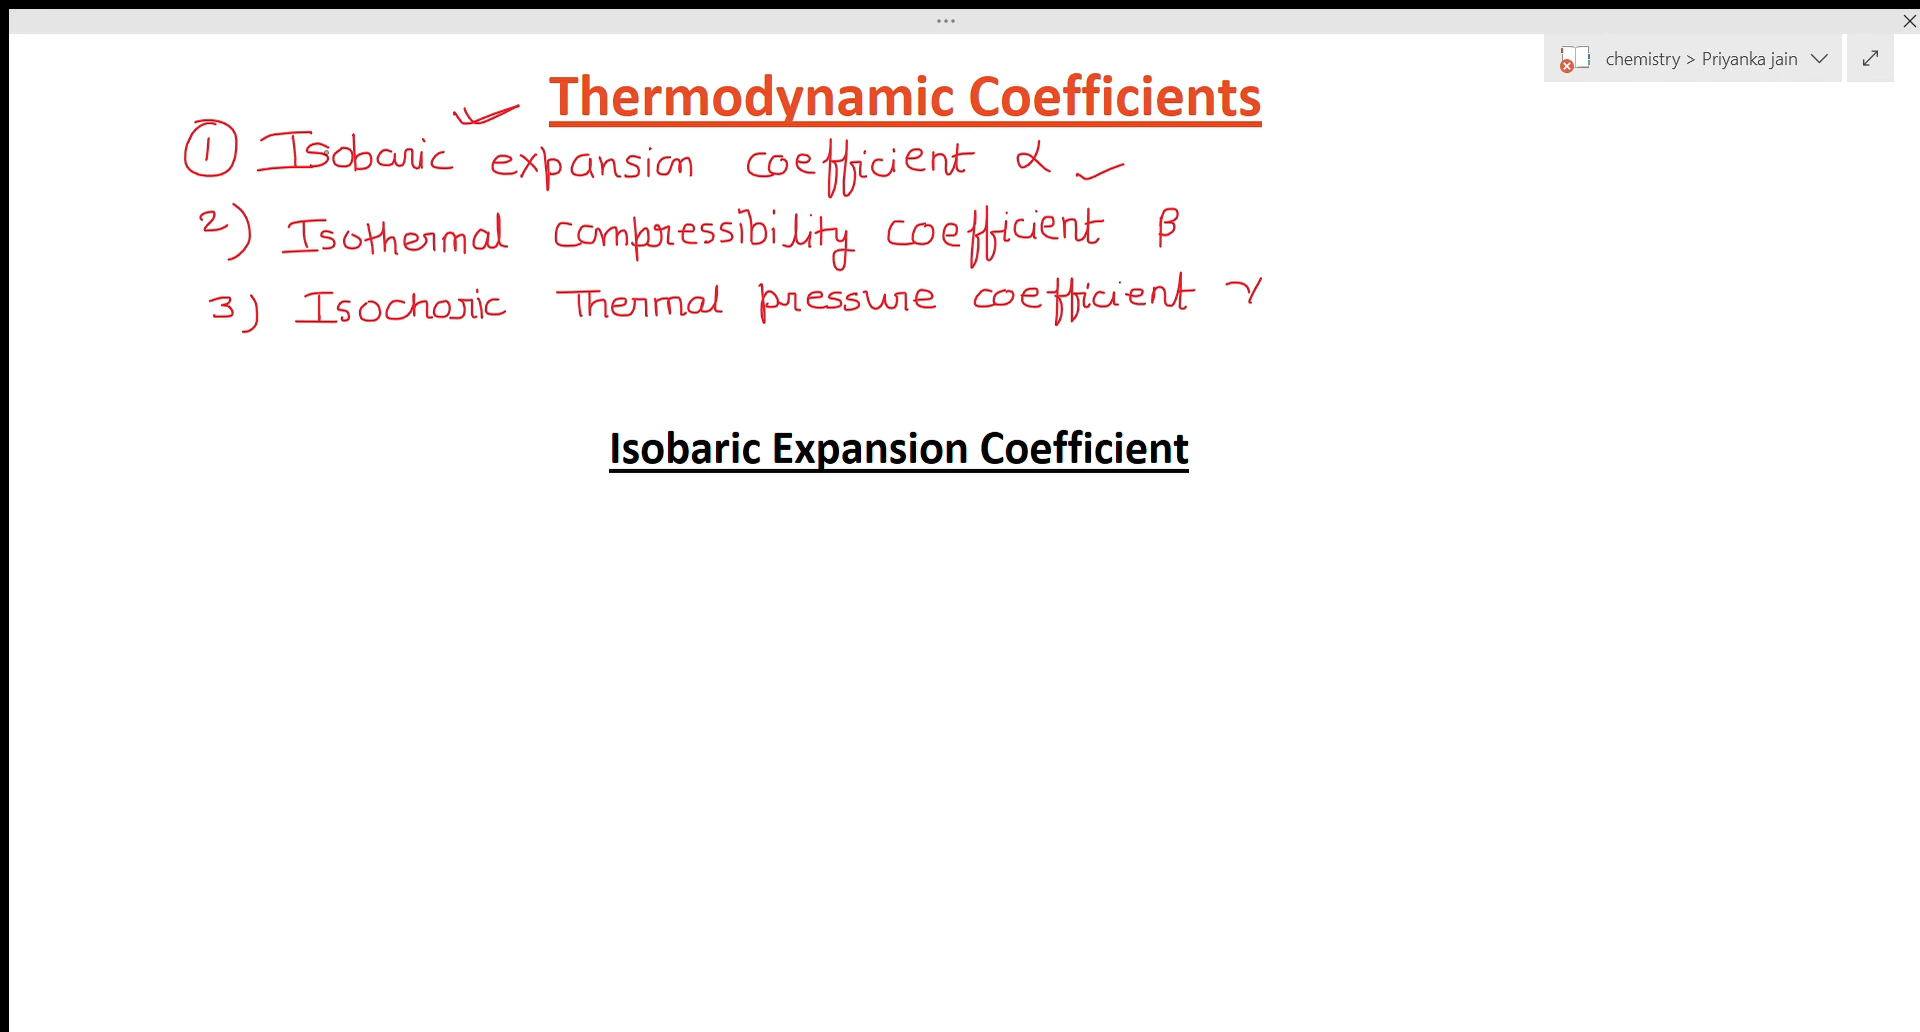 chemistry > Priyanka jain
Thermodynamic Coefficients
1 Isobaric expansion coefficient α
2) Isothermal compressibility coefficient β
3) Isochoric Thermal pressure coefficient γ
Isobaric Expansion Coefficient